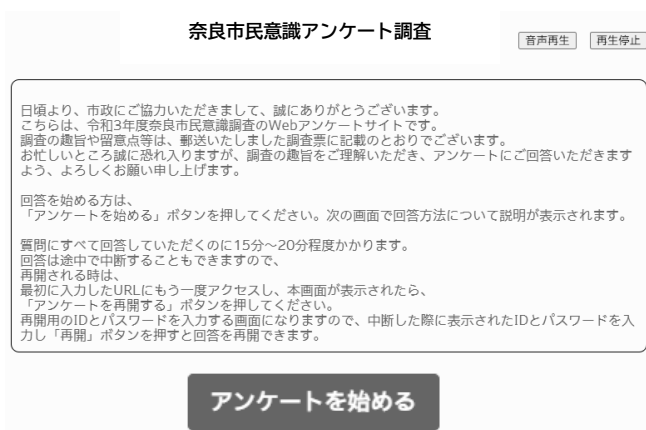 奈良市民意識アンケート調査
音声再生 再生停止
日頃より、市政にご協力いただきまして、誠にありがとうございます。
こちらは、令和3年度奈良市民意識調査のWebアンケートサイトです。
調査の趣旨や留意点等は、郵送いたしました調査票に記載のとおりでございます。
お忙しいところ誠に恐れ入りますが、調査の趣旨をご理解いただき、アンケートにご回答いただきます
よう、よろしくお願い申し上げます。
回答を始める方は、
「アンケートを始める」ボタンを押してください。次の画面で回答方法について説明が表示されます。
質問にすべて回答していただくのに15分～20分程度かかります。
回答は途中で中断することもできますので、
再開される時は、
最初に入力したURLにもう一度アクセスし、本画面が表示されたら、
「アンケートを再開する」ボタンを押してください。
再開用のIDとパスワードを入力する画面になりますので、中断した際に表示されたIDとパスワードを入
力し「再開」ボタンを押すと回答を再開できます。
アンケートを始める